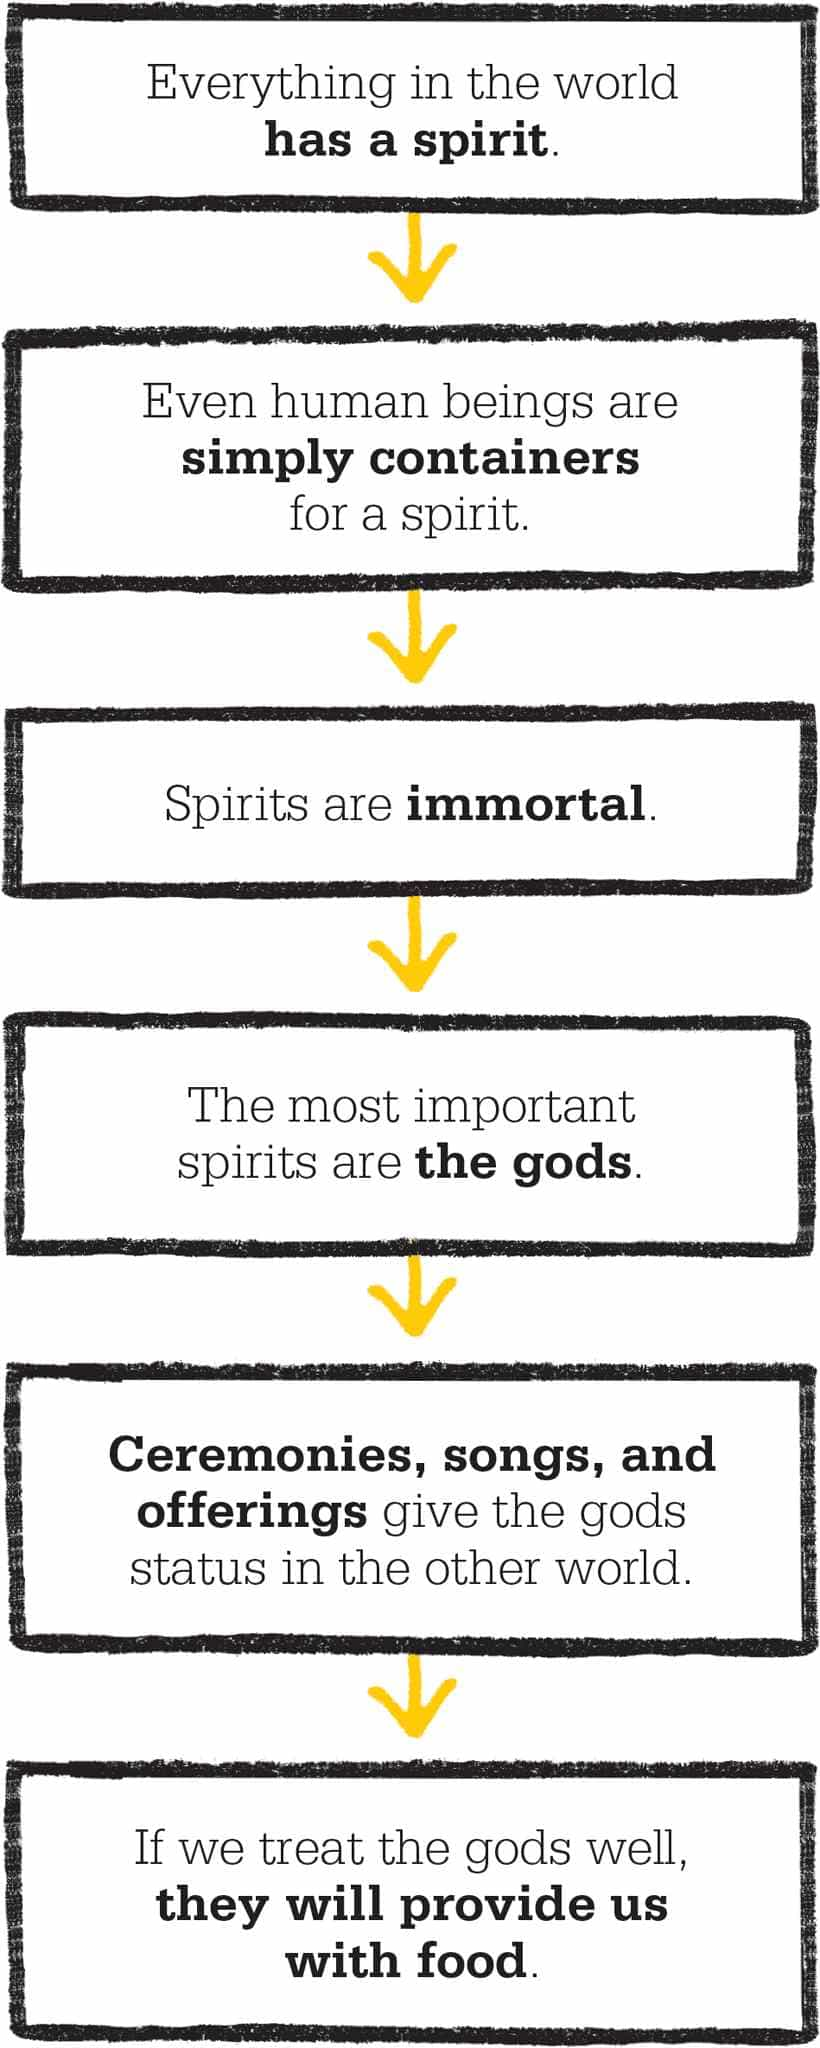 Everything in the world
has a spirit.
Even human beings are
simply containers
for a spirit.
Spirits are immortal.
The most important
spirits are the gods.
Ceremonies, songs, and
offerings give the gods
status in the other world.
If we treat the gods well,
they will provide us
with food.